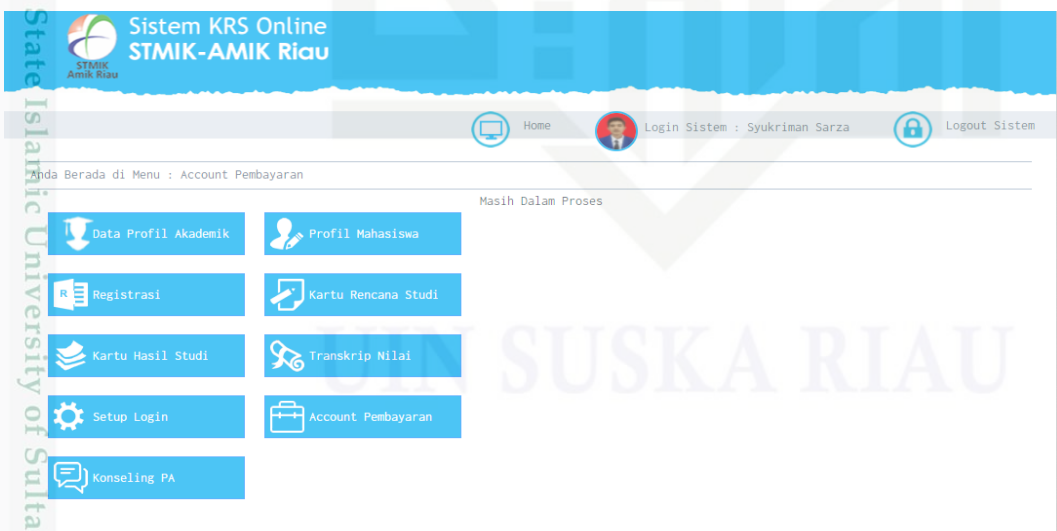 Sistem KRS Online
STMIK-AMIK Riau
STMIK
Amik Riau
Home
Login Sistem : Syukriman Sarza
Logout Sistem
Anda Berada di Menu : Account Pembayaran
Masih Dalam Proses
Data Profil Akademik
Profil Mahasiswa
R
Registrasi
Kartu Rencana Studi
Kartu Hasil Studi
Transkrip Nilai
Setup Login
Account Pembayaran
Konseling PA
UIN SUSKA RIAU
State Islamic University of Sulta